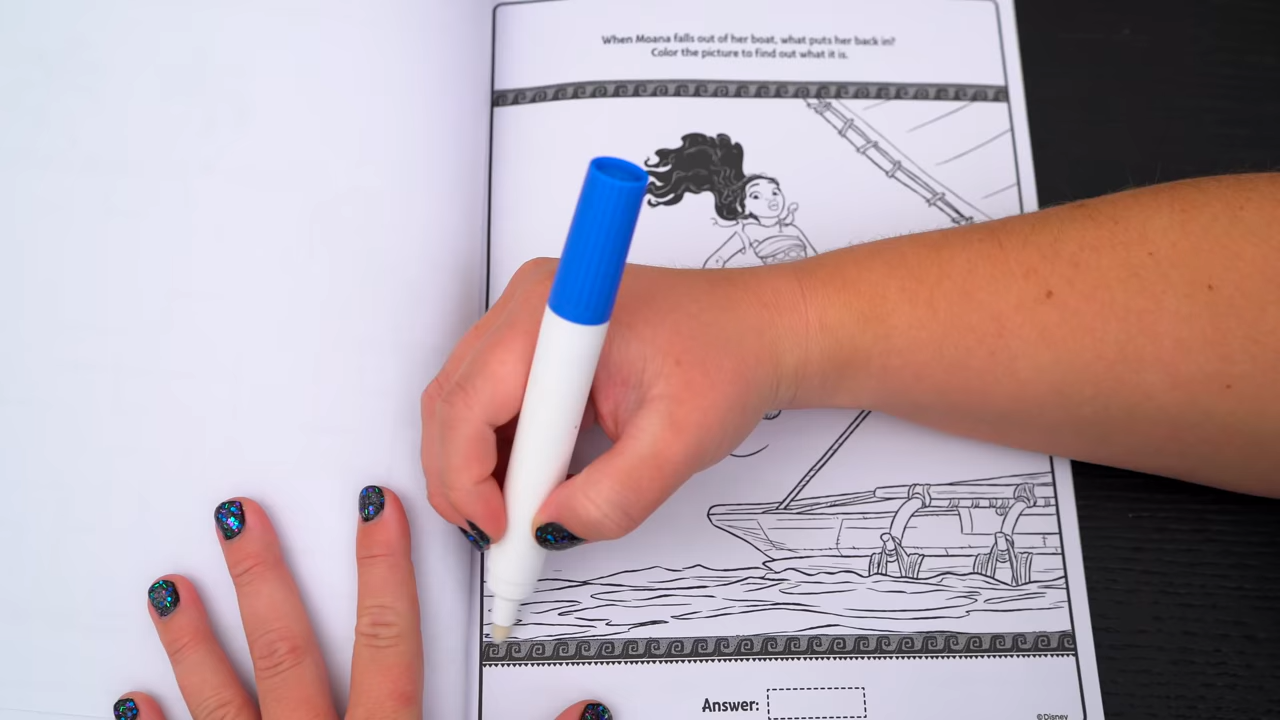 When Moana falls out of her boat, what puts her back in?
Color the picture to find out what it is.
Answer:
©Disney